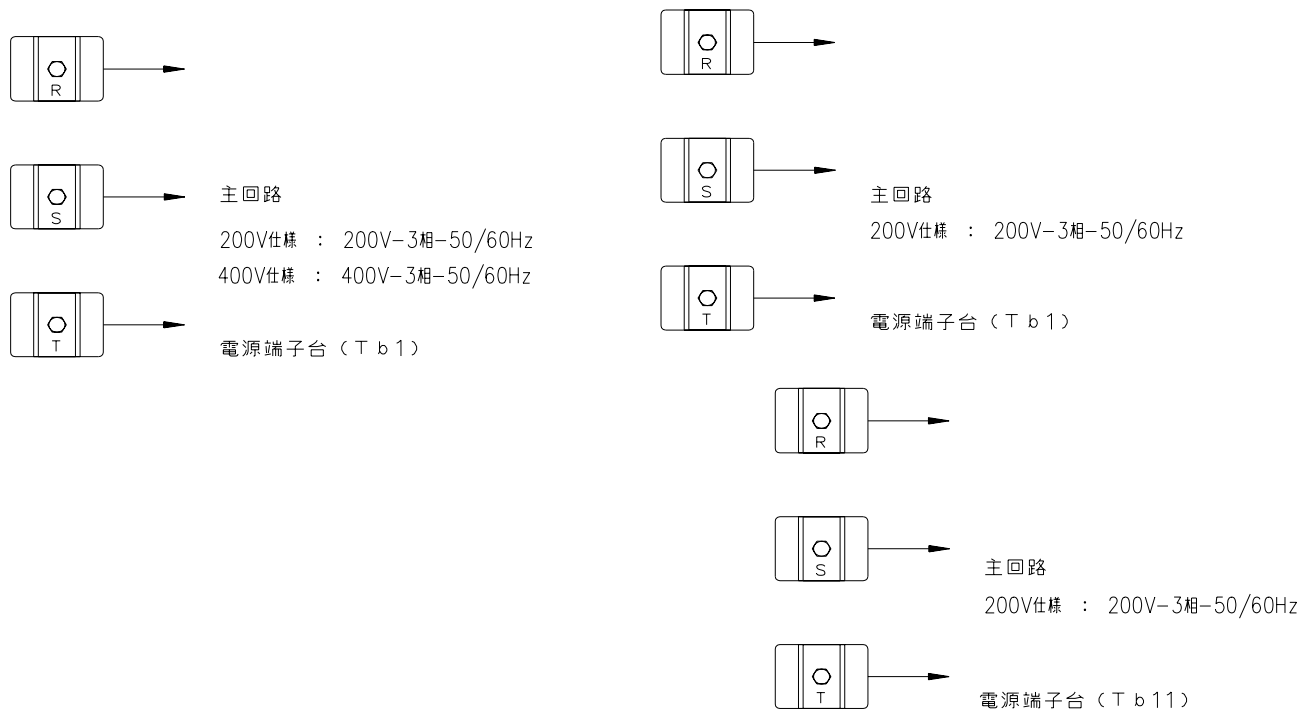 R
S
主回路
200V仕様 : 200V-3相-50/60Hz
400V仕様 : 400V-3相-50/60Hz
T
電源端子台(Tb1)
R
S
主回路
200V仕様 : 200V-3相-50/60Hz
T
電源端子台(Tb1)
R
S
主回路
200V仕様 : 200V-3相-50/60Hz
T
電源端子台(Tb11)